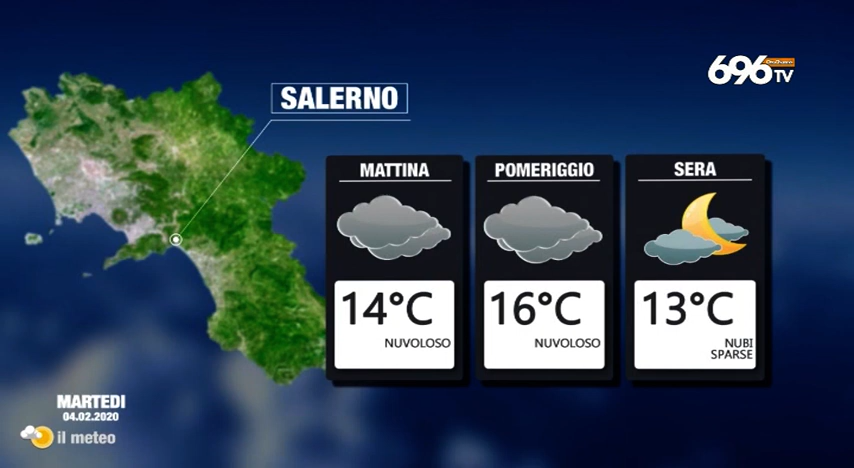 696
OnDemand
TV
SALERNO
MATTINA
14°C
NUVOLOSO
POMERIGGIO
16°C
NUVOLOSO
SERA
13°C
NUBI
SPARSE
MARTEDI
04.02.2020
il meteo